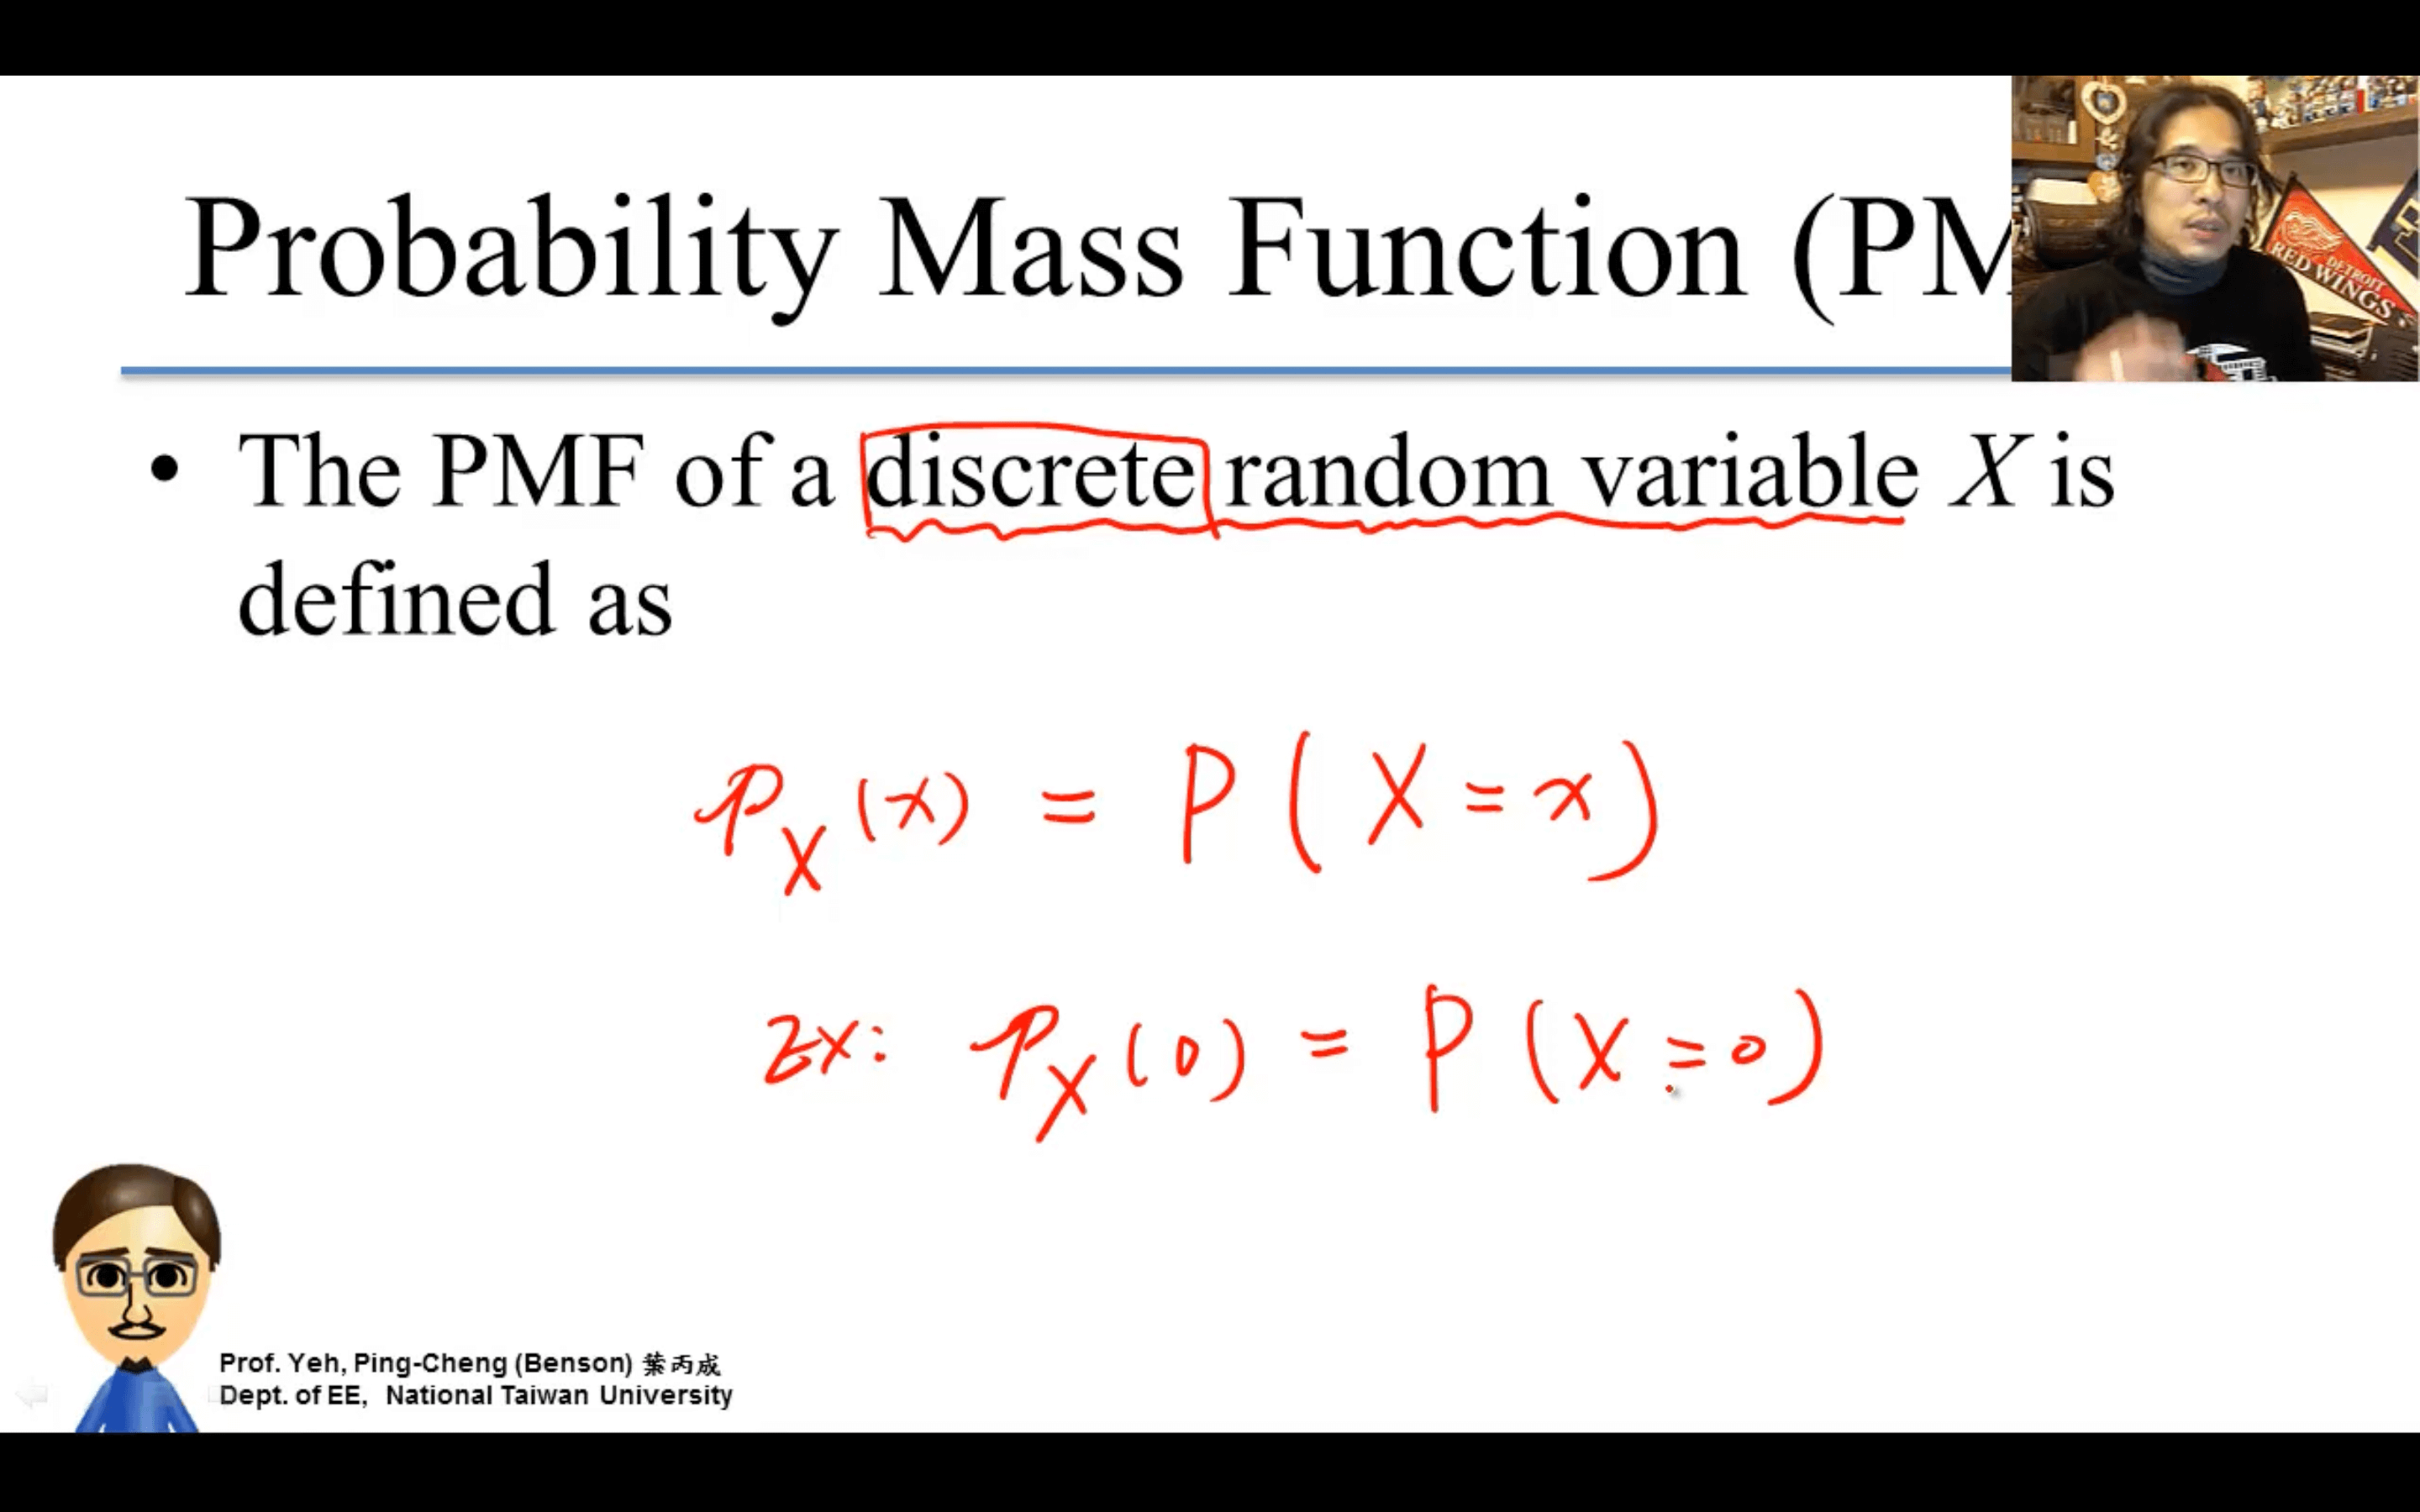 Probability Mass Function (PM
DETROIT
RED WINGS
• The PMF of a discrete random variable X is
defined as
p_X(x) = P(X = x)
Ex: p_X(0) = P(X = 0)
Prof. Yeh, Ping-Cheng (Benson) 葉丙成
Dept. of EE, National Taiwan University